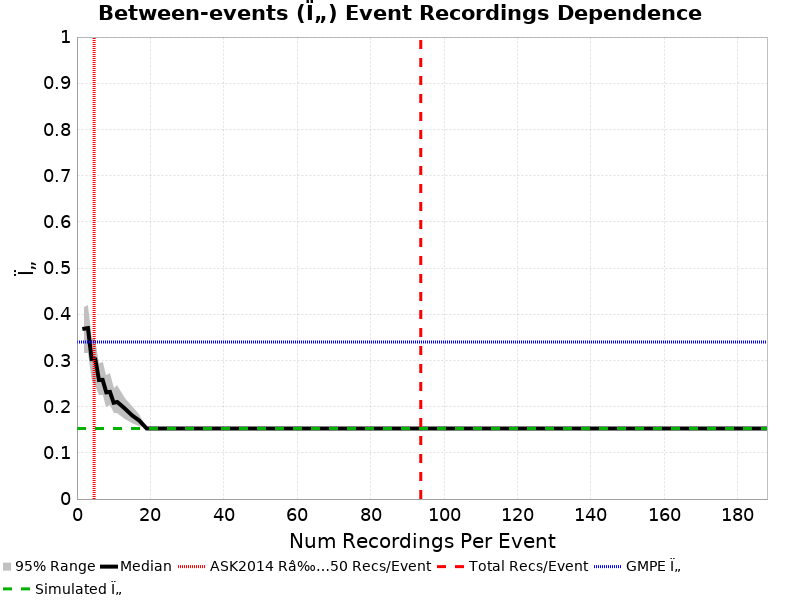 Between-events (Ï„) Event Recordings Dependence
1
0.9
0.8
0.7
0.6
0.5
0.4
0.3
0.2
0.1
0
Ï„
0 20 40 60 80 100 120 140 160 180
Num Recordings Per Event
95% Range Median ASK2014 Râ‰…50 Recs/Event Total Recs/Event GMPE Ï„
Simulated Ï„